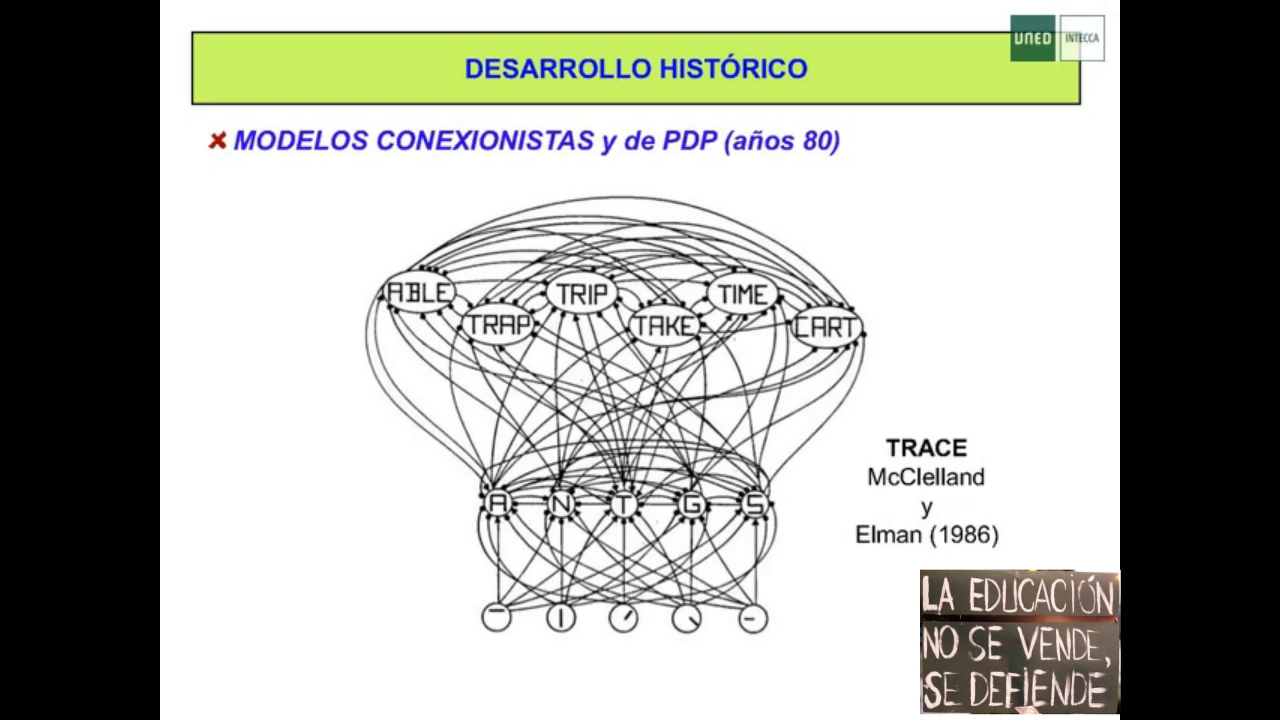 UNED INTECCA
DESARROLLO HISTÓRICO
MODELOS CONEXIONISTAS y de PDP (años 80)
ABLE TRIP TIME
TRAP TAKE CART
A N T G S
TRACE
McClelland
y
Elman (1986)
LA EDUCACIÓN
NO SE VENDE,
SE DEFIENDE